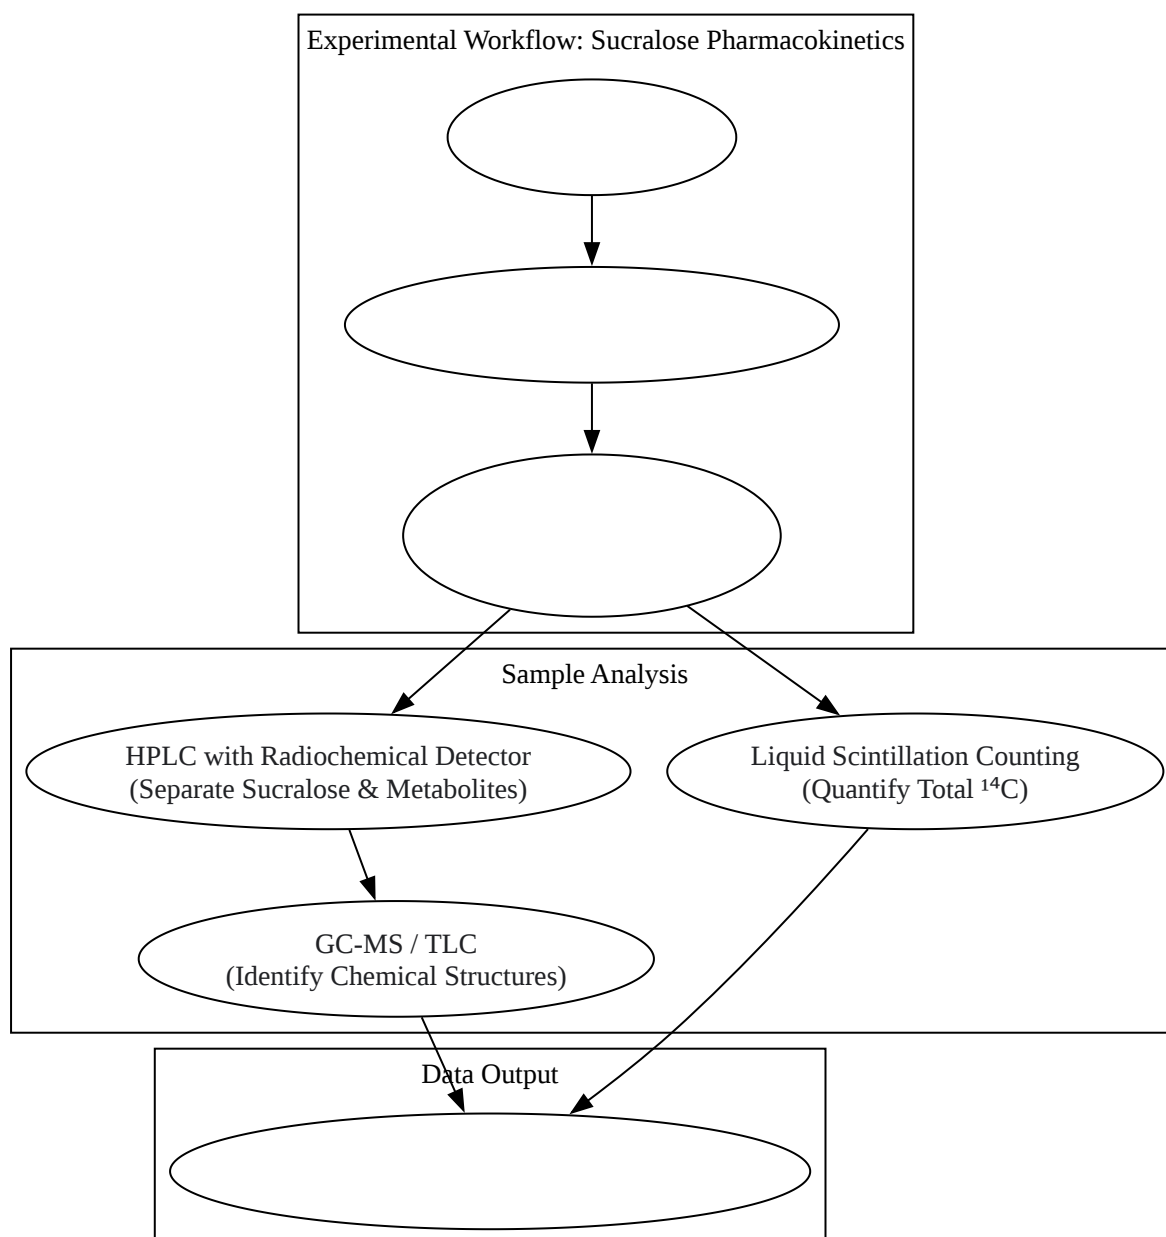 Experimental Workflow: Sucralose Pharmacokinetics
Sample Analysis
HPLC with Radiochemical Detector
(Separate Sucralose & Metabolites)
Liquid Scintillation Counting
(Quantify Total ¹⁴C)
GC-MS / TLC
(Identify Chemical Structures)
Data Output